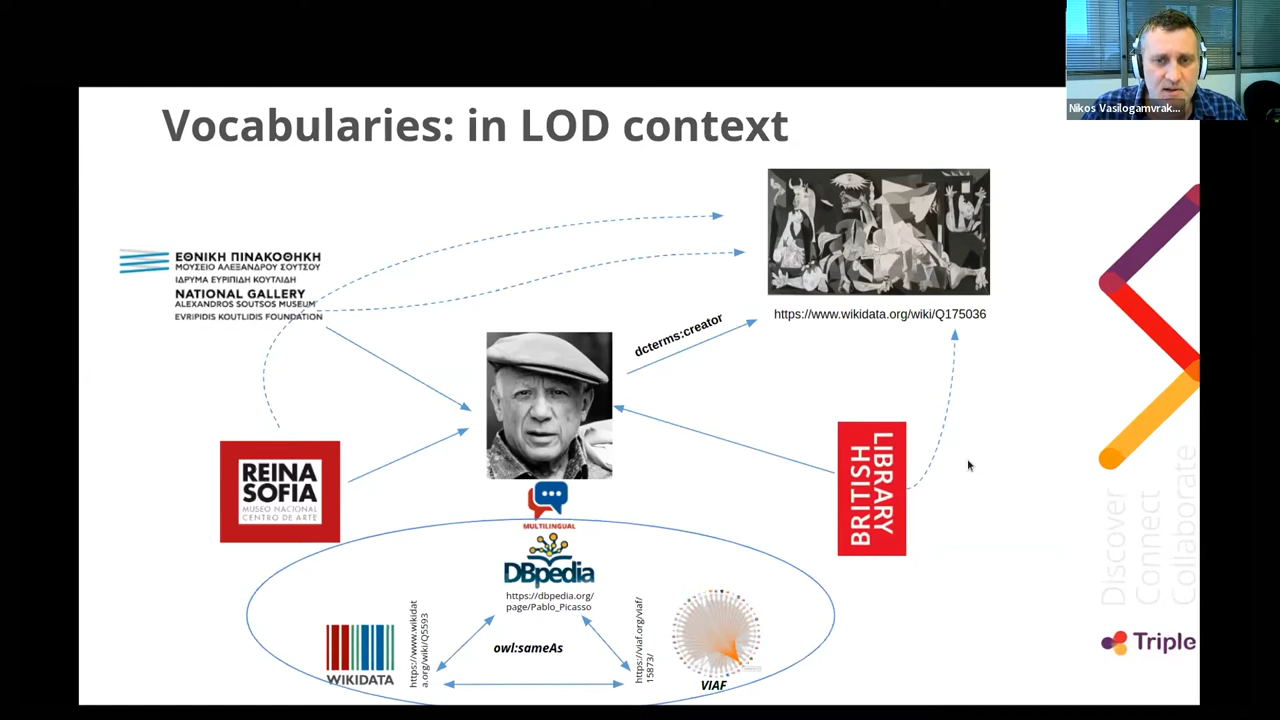 Nikos Vasilogamvrak...
Vocabularies: in LOD context
ΕΘΝΙΚΗ ΠΙΝΑΚΟΘΗΚΗ
ΜΟΥΣΕΙΟ ΑΛΕΞΑΝΔΡΟΥ ΣΟΥΤΣΟΥ
ΙΔΡΥΜΑ ΕΥΡΙΠΙΔΗ ΚΟΥΤΛΙΔΗ
NATIONAL GALLERY
ALEXANDROS SOUTSOS MUSEUM
EVRIPIDIS KOUTLIDIS FOUNDATION
https://www.wikidata.org/wiki/Q175036
dcterms:creator
REINA
SOFIA
MUSEO NACIONAL
CENTRO DE ARTE
BRITISH
LIBRARY
MULTILINGUAL
DBpedia
https://dbpedia.org/
page/Pablo_Picasso
WIKIDATA
https://www.wikidat
a.org/wiki/Q5593
owl:sameAs
https://viaf.org/viaf/
15873/
VIAF
Discover
Connect
Collaborate
Triple